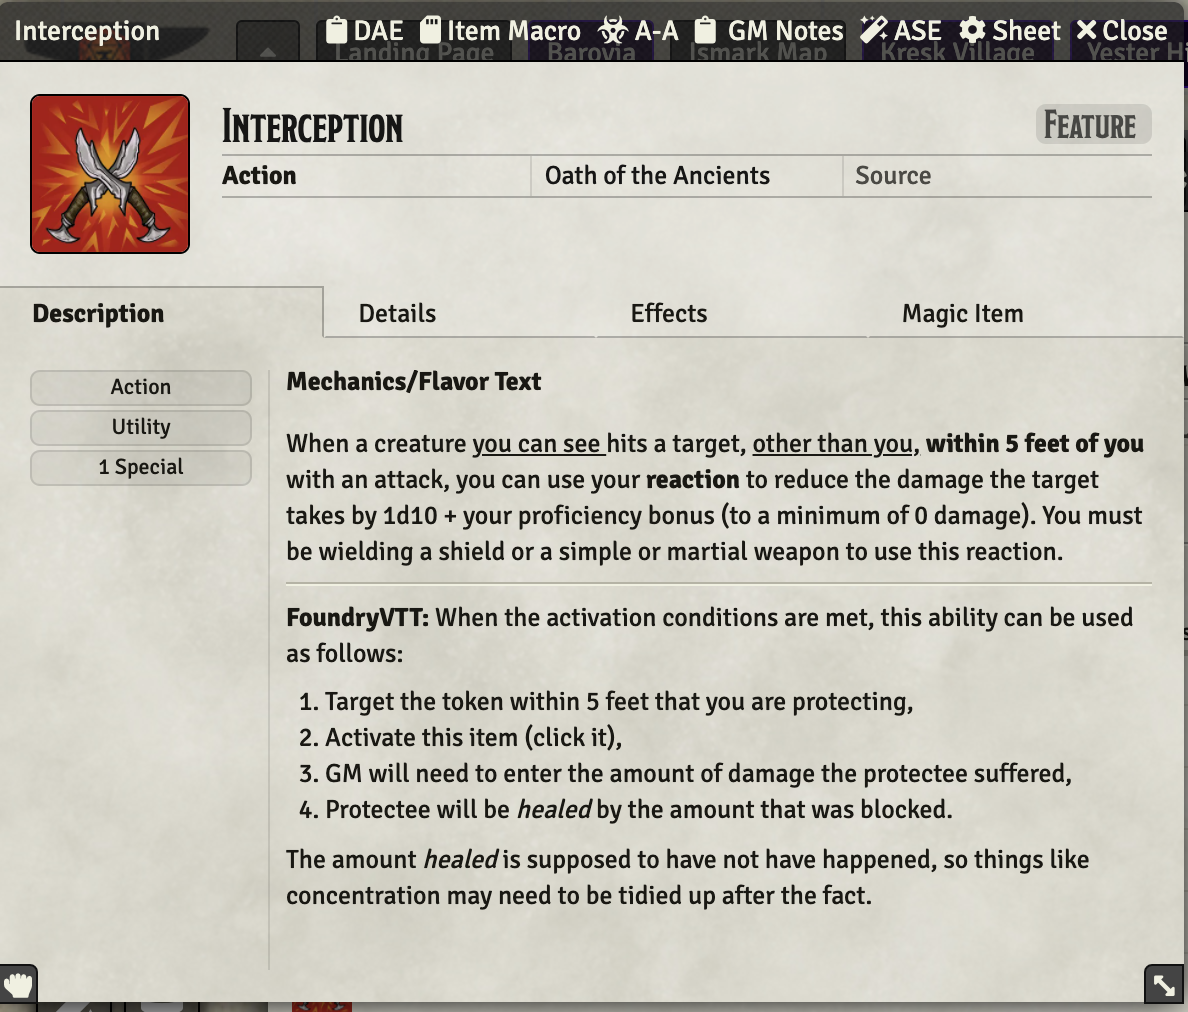 Interception DAE Item Macro A-A GM Notes ASE Sheet Close
Landing Page Barovia Ismark Map Kresk Village Yester
Interception
Feature
Action Oath of the Ancients Source
Description Details Effects Magic Item
Action
Utility
1 Special
Mechanics/Flavor Text
When a creature you can see hits a target, other than you, within 5 feet of you
with an attack, you can use your reaction to reduce the damage the target
takes by 1d10 + your proficiency bonus (to a minimum of 0 damage). You must
be wielding a shield or a simple or martial weapon to use this reaction.
FoundryVTT: When the activation conditions are met, this ability can be used
as follows:
1. Target the token within 5 feet that you are protecting,
2. Activate this item (click it),
3. GM will need to enter the amount of damage the protectee suffered,
4. Protectee will be healed by the amount that was blocked.
The amount healed is supposed to have not have happened, so things like
concentration may need to be tidied up after the fact.